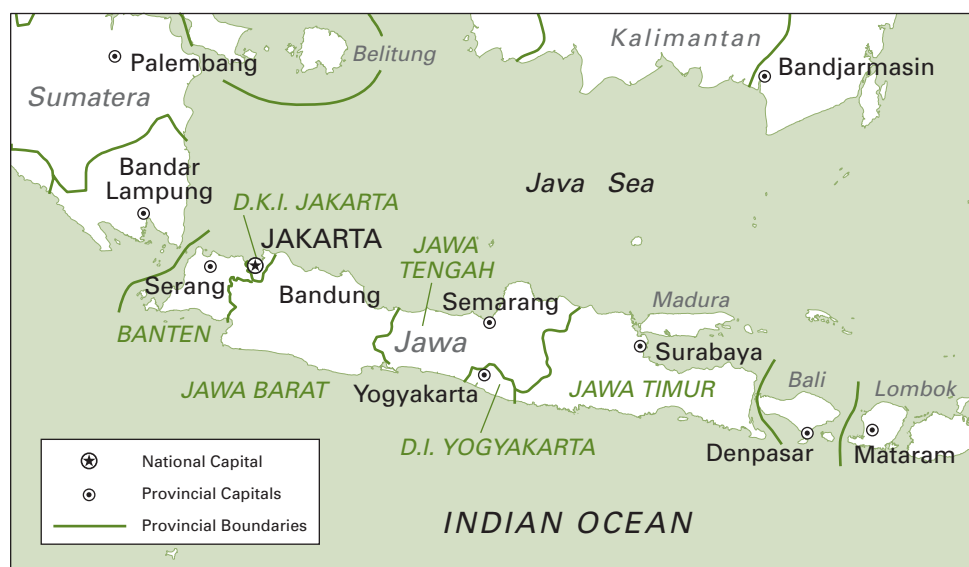 Kalimantan
Belitung
Palembang
Bandjarmasin
Sumatera
Bandar
Lampung
Java Sea
D.K.I. JAKARTA
JAKARTA
JAWA
TENGAH
Serang
Bandung
Semarang
Madura
BANTEN
Jawa
Surabaya
JAWA BARAT
Yogyakarta
JAWA TIMUR
Bali
Lombok
D.I. YOGYAKARTA
Denpasar
Mataram
National Capital
Provincial Capitals
Provincial Boundaries
INDIAN OCEAN